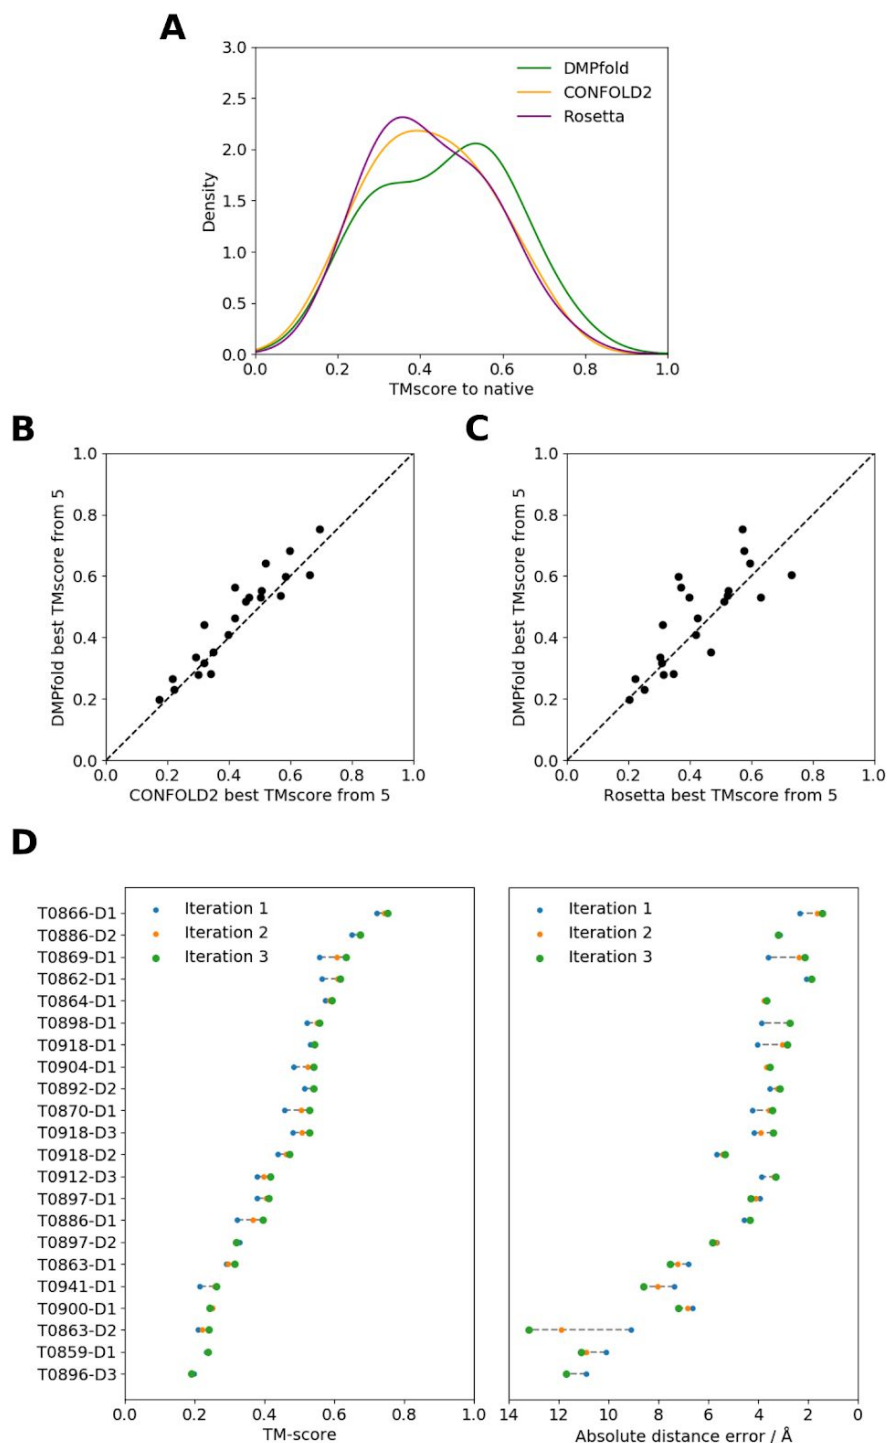 A
3.0
2.5
2.0
1.5
1.0
0.5
0.0
Density
DMPfold
CONFOLD2
Rosetta
0.0 0.2 0.4 0.6 0.8 1.0
TMscore to native
B
1.0
0.8
0.6
0.4
0.2
0.0
DMPfold best TMscore from 5
0.0 0.2 0.4 0.6 0.8 1.0
CONFOLD2 best TMscore from 5
C
1.0
0.8
0.6
0.4
0.2
0.0
DMPfold best TMscore from 5
0.0 0.2 0.4 0.6 0.8 1.0
Rosetta best TMscore from 5
D
T0866-D1
T0886-D2
T0869-D1
T0862-D1
T0864-D1
T0898-D1
T0918-D1
T0904-D1
T0892-D2
T0870-D1
T0918-D3
T0918-D2
T0912-D3
T0897-D1
T0886-D1
T0897-D2
T0863-D1
T0941-D1
T0900-D1
T0863-D2
T0859-D1
T0896-D3
Iteration 1
Iteration 2
Iteration 3
0.0 0.2 0.4 0.6 0.8 1.0
TM-score
Iteration 1
Iteration 2
Iteration 3
14 12 10 8 6 4 2 0
Absolute distance error / Å